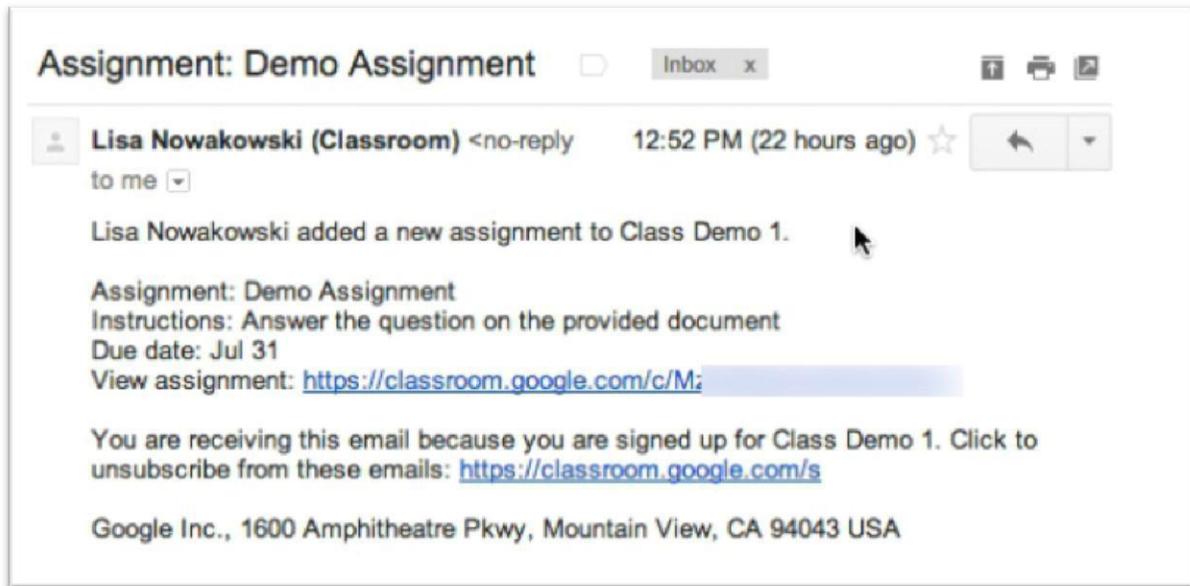 Assignment: Demo Assignment Inbox x
Lisa Nowakowski (Classroom) <no-reply 12:52 PM (22 hours ago)
to me
Lisa Nowakowski added a new assignment to Class Demo 1.
Assignment: Demo Assignment
Instructions: Answer the question on the provided document
Due date: Jul 31
View assignment: https://classroom.google.com/c/Mz
You are receiving this email because you are signed up for Class Demo 1. Click to
unsubscribe from these emails: https://classroom.google.com/s
Google Inc., 1600 Amphitheatre Pkwy, Mountain View, CA 94043 USA